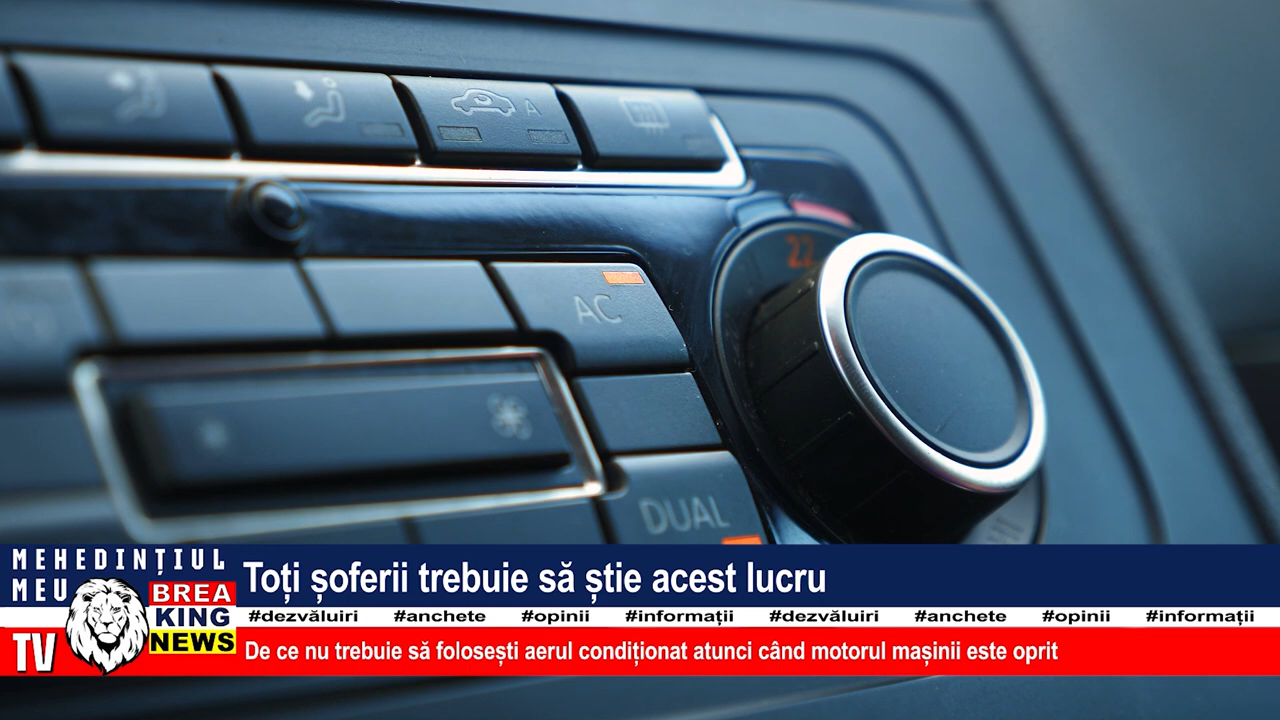 A
22
AC
DUAL
MEHEDINȚIUL
MEU
BREA
KING
NEWS
TV
Toți șoferii trebuie să știe acest lucru
#dezvăluiri #anchete #opinii #informații #dezvăluiri #anchete #opinii #informații
De ce nu trebuie să folosești aerul condiționat atunci când motorul mașinii este oprit